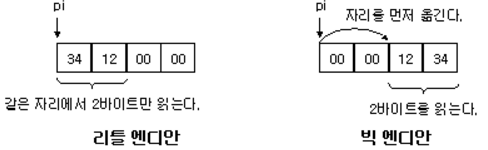 pi
34 12 00 00
같은 자리에서 2바이트만 읽는다.
리틀 엔디안
pi
자리를 먼저 옮긴다.
00 00 12 34
2바이트를 읽는다.
빅 엔디안